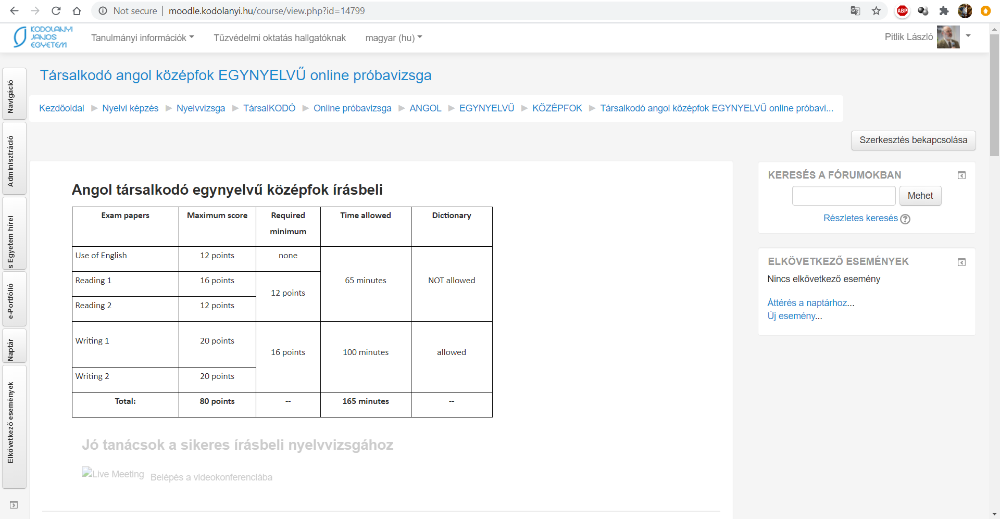 Not secure | moodle.kodolanyi.hu/course/view.php?id=14799
ABP
KODOLÁNYI
JÁNOS
EGYETEM
Tanulmányi információk
Tűzvédelmi oktatás hallgatóknak
magyar (hu)
Pitlik László
Navigáció
Adminisztráció
s Egyetem hírei
e-Portfólió
Naptár
Elkövetkező események
Társalkodó angol középfok EGYNYELVŰ online próbavizsga
Kezdőoldal Nyelvi képzés Nyelvvizsga TársalKODÓ Online próbavizsga ANGOL EGYNYELVŰ KÖZÉPFOK Társalkodó angol középfok EGYNYELVŰ online próbavi...
Szerkesztés bekapcsolása
Angol társalkodó egynyelvű középfok írásbeli
Exam papers Maximum score Required minimum Time allowed Dictionary
Use of English 12 points none
Reading 1 16 points 65 minutes NOT allowed
12 points
Reading 2 12 points
Writing 1 20 points
16 points 100 minutes allowed
Writing 2 20 points
Total: 80 points -- 165 minutes --
Jó tanácsok a sikeres írásbeli nyelvvizsgához
Live Meeting Belépés a videokonferenciába
KERESÉS A FÓRUMOKBAN
Mehet
Részletes keresés
ELKÖVETKEZŐ ESEMÉNYEK
Nincs elkövetkező esemény
Áttérés a naptárhoz...
Új esemény...